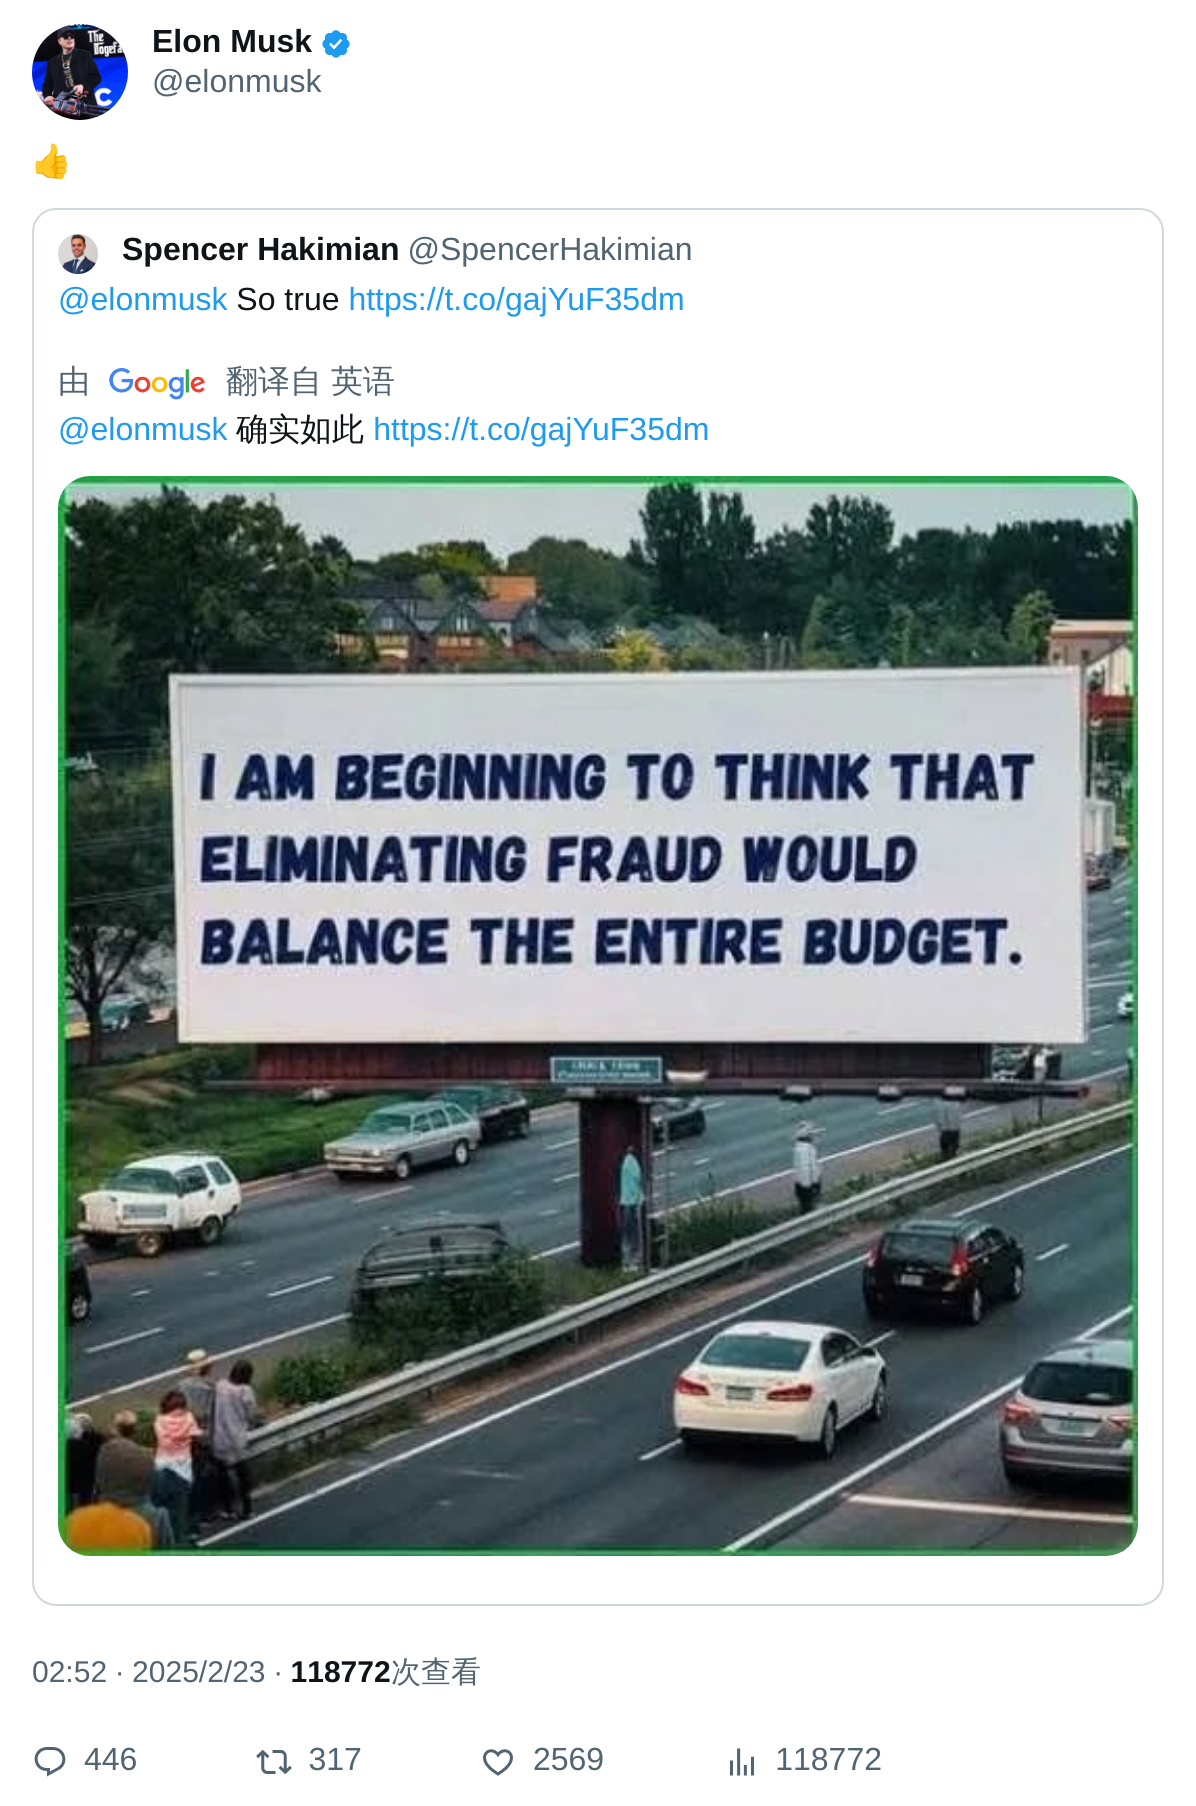 The
Dogefa
C
Elon Musk
@elonmusk
👍
Spencer Hakimian @SpencerHakimian
@elonmusk So true https://t.co/gajYuF35dm
由 Google 翻译自 英语
@elonmusk 确实如此 https://t.co/gajYuF35dm
I AM BEGINNING TO THINK THAT
ELIMINATING FRAUD WOULD
BALANCE THE ENTIRE BUDGET.
02:52 · 2025/2/23 · 118772次查看
446 317 2569 118772